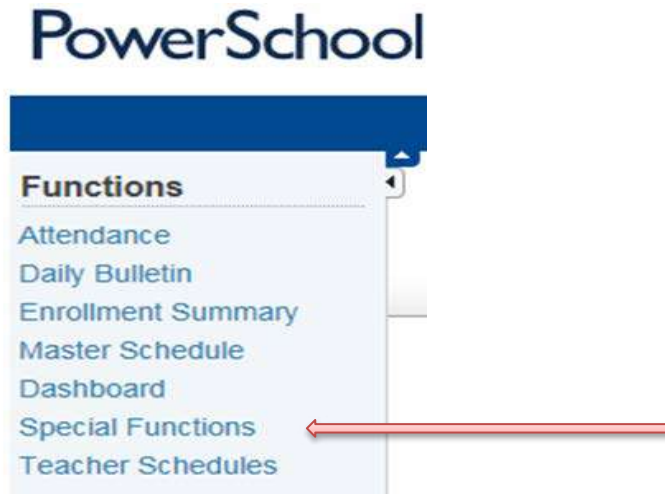 PowerSchool
Functions
Attendance
Daily Bulletin
Enrollment Summary
Master Schedule
Dashboard
Special Functions
Teacher Schedules